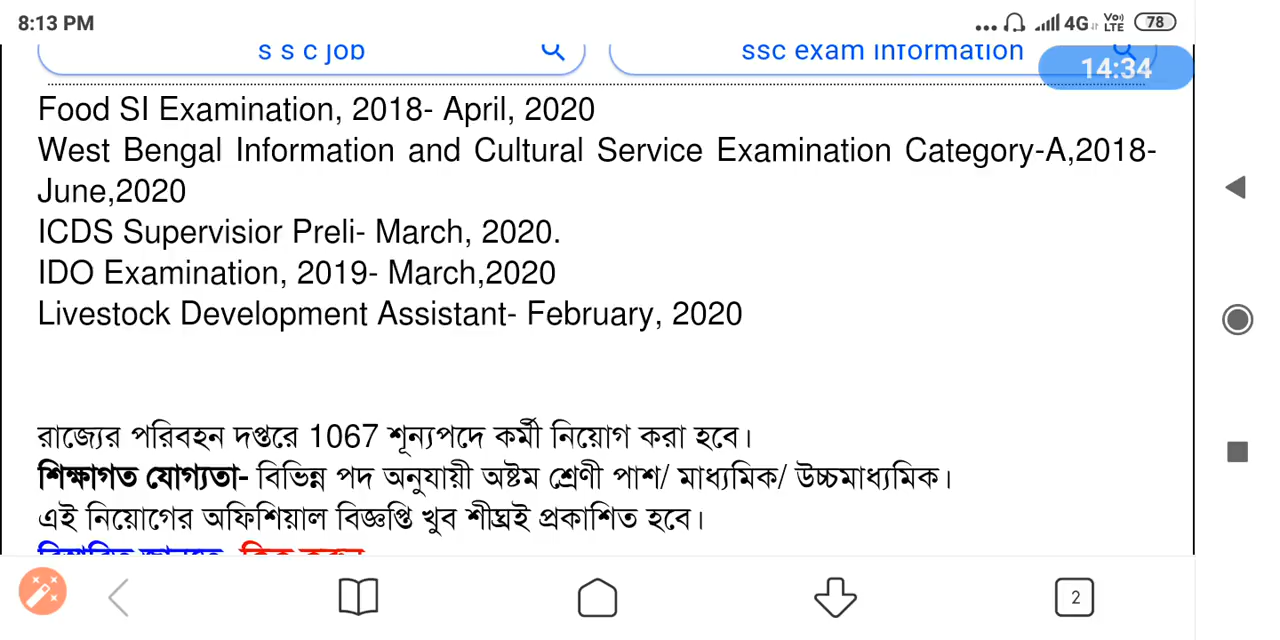 8:13 PM
... 4G Vo)) LTE 78
s s c job
ssc exam information
14:34
Food SI Examination, 2018- April, 2020
West Bengal Information and Cultural Service Examination Category-A,2018-
June,2020
ICDS Supervisior Preli- March, 2020.
IDO Examination, 2019- March,2020
Livestock Development Assistant- February, 2020
রাজ্যের পরিবহন দপ্তরে 1067 শূন্যপদে কর্মী নিয়োগ করা হবে।
শিক্ষাগত যোগ্যতা- বিভিন্ন পদ অনুযায়ী অষ্টম শ্রেণী পাশ/ মাধ্যমিক/ উচ্চমাধ্যমিক।
এই নিয়োগের অফিশিয়াল বিজ্ঞপ্তি খুব শীঘ্রই প্রকাশিত হবে।
2